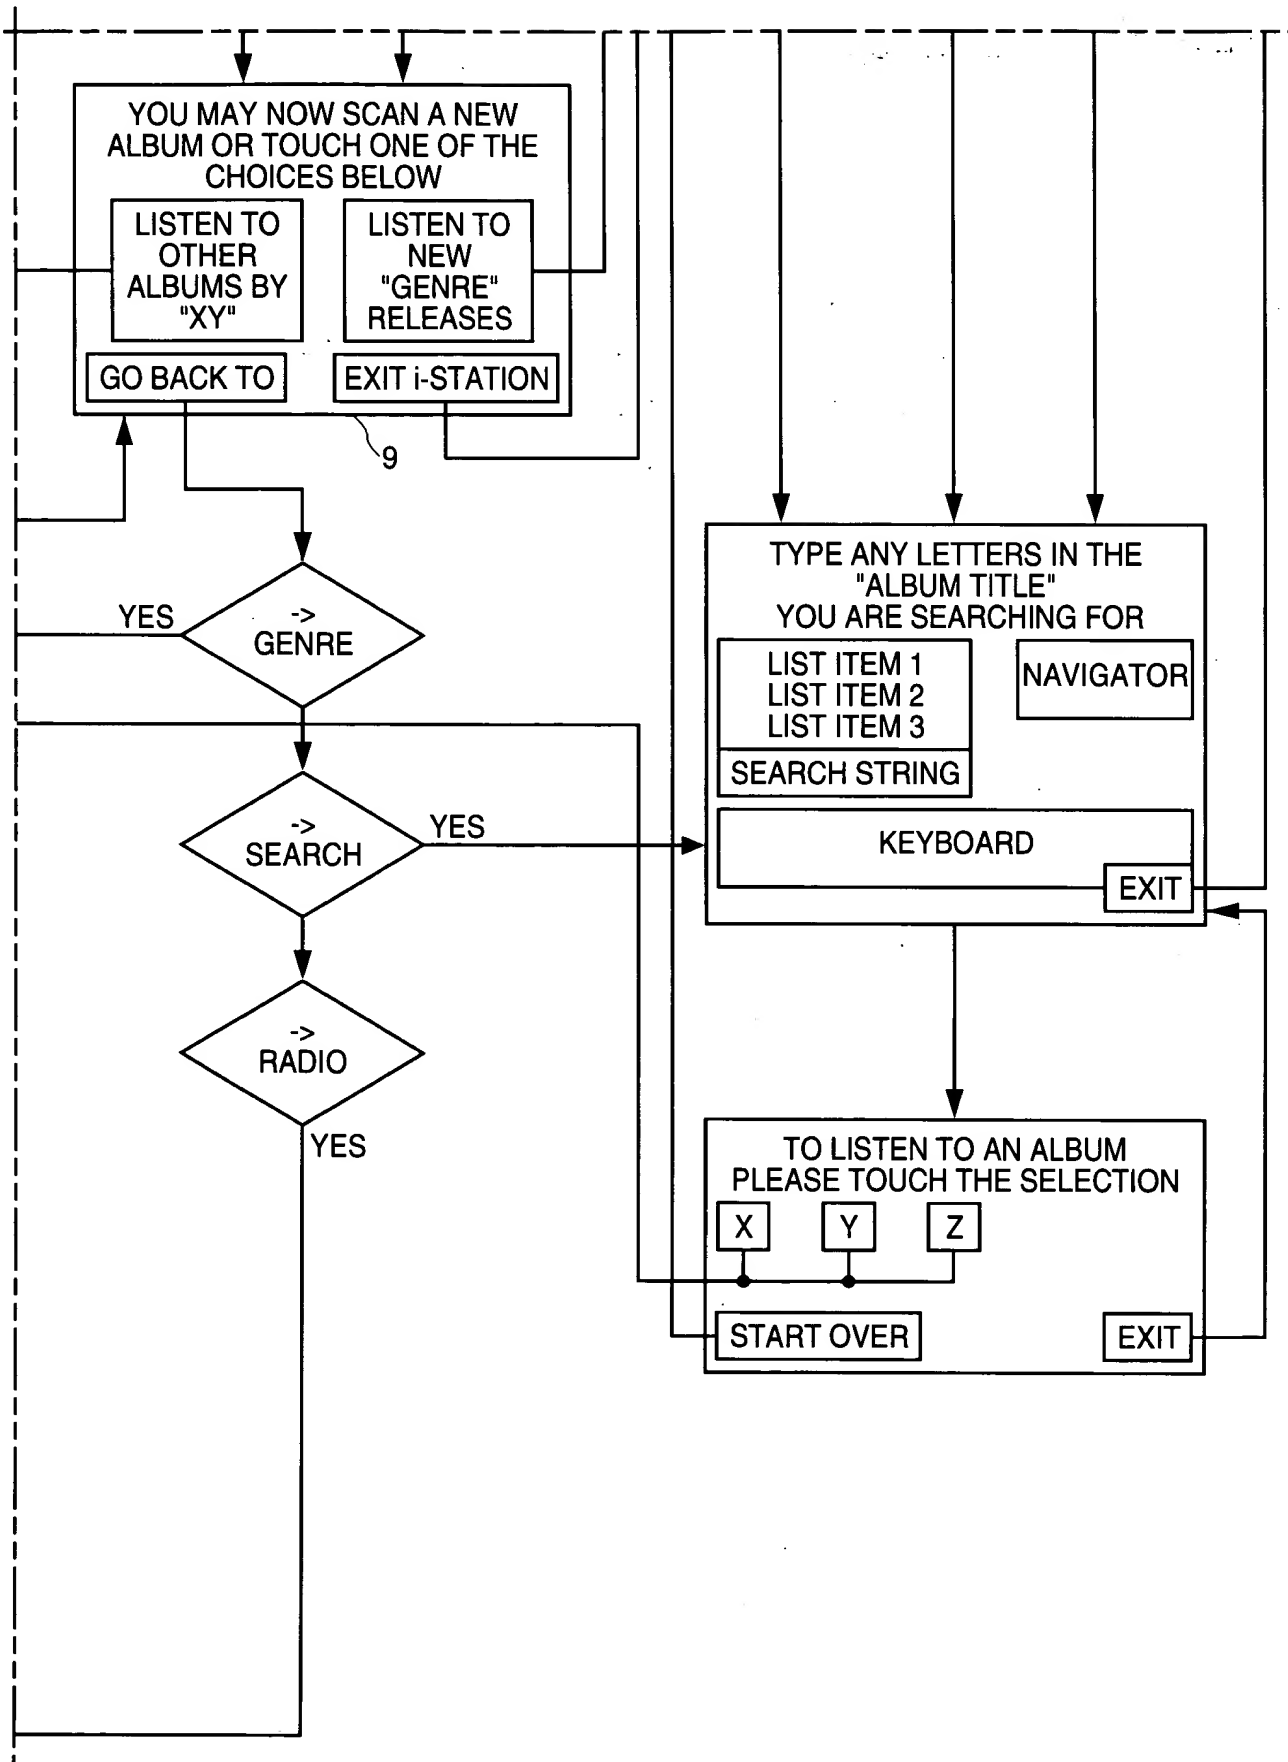 YOU MAY NOW SCAN A NEW
ALBUM OR TOUCH ONE OF THE
CHOICES BELOW
LISTEN TO
OTHER
ALBUMS BY
"XY"
LISTEN TO
NEW
"GENRE"
RELEASES
GO BACK TO
EXIT i-STATION
9
->
GENRE
YES
->
SEARCH
YES
->
RADIO
YES
TYPE ANY LETTERS IN THE
"ALBUM TITLE"
YOU ARE SEARCHING FOR
LIST ITEM 1
LIST ITEM 2
LIST ITEM 3
SEARCH STRING
NAVIGATOR
KEYBOARD
EXIT
TO LISTEN TO AN ALBUM
PLEASE TOUCH THE SELECTION
X
Y
Z
START OVER
EXIT